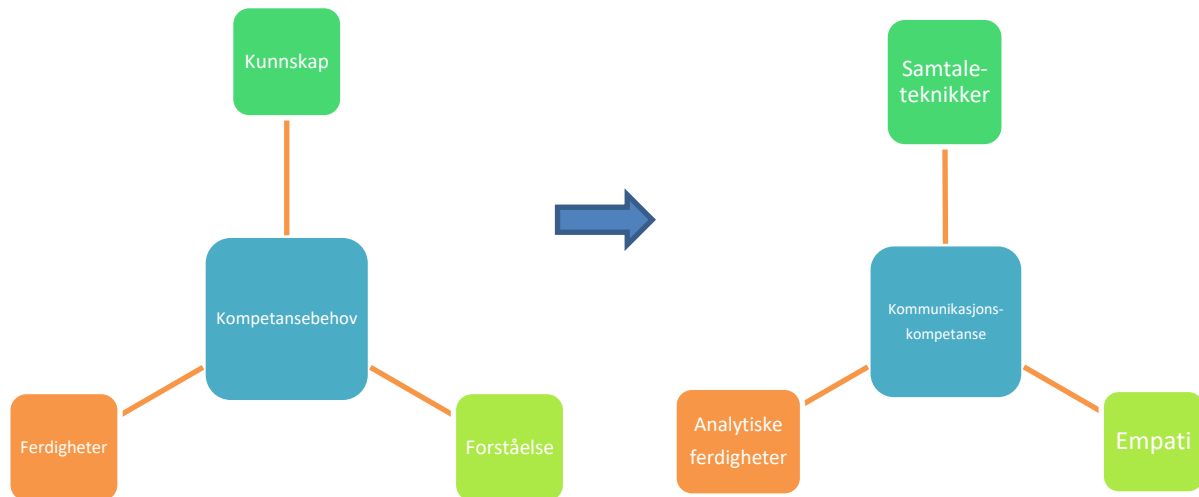 Kunnskap
Kompetansebehov
Ferdigheter
Forståelse
Samtale-
teknikker
Kommunikasjons-
kompetanse
Analytiske
ferdigheter
Empati